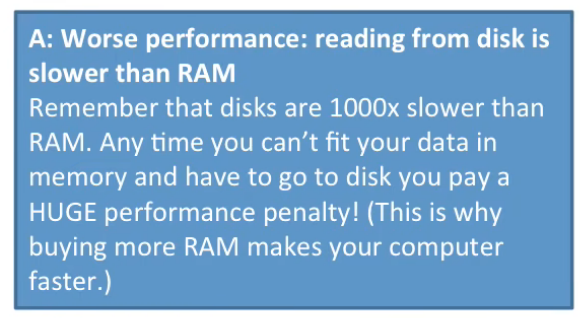 A: Worse performance: reading from disk is
slower than RAM
Remember that disks are 1000x slower than
RAM. Any time you can’t fit your data in
memory and have to go to disk you pay a
HUGE performance penalty! (This is why
buying more RAM makes your computer
faster.)